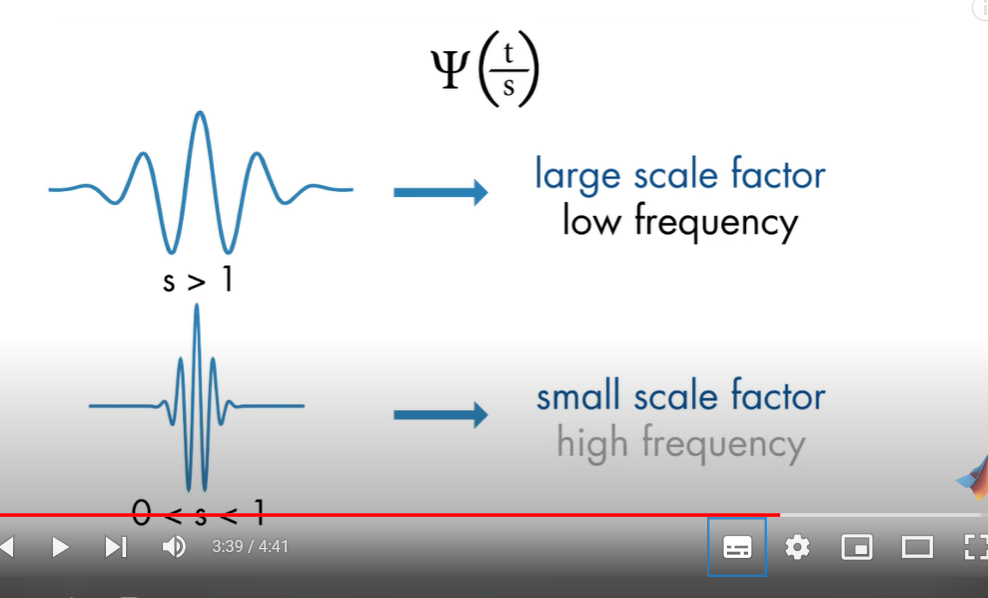 Ψ(t/s)
large scale factor
low frequency
s > 1
small scale factor
high frequency
0 < s < 1
3:39 / 4:41